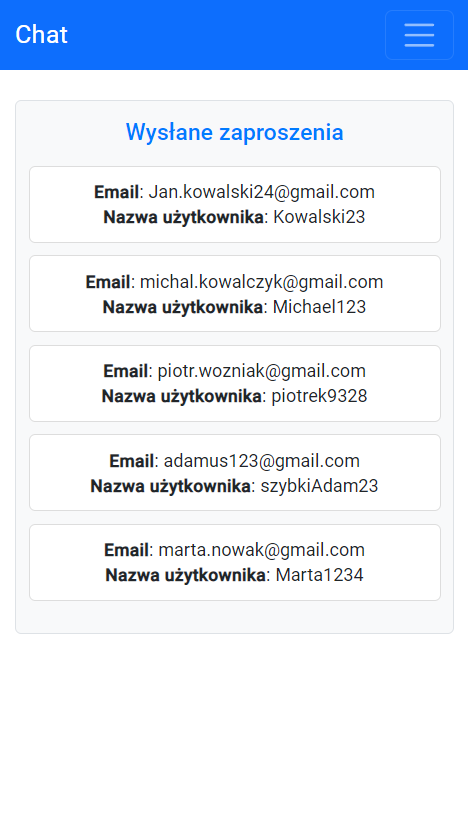 Chat
Wysłane zaproszenia
Email: Jan.kowalski24@gmail.com
Nazwa użytkownika: Kowalski23
Email: michal.kowalczyk@gmail.com
Nazwa użytkownika: Michael123
Email: piotr.wozniak@gmail.com
Nazwa użytkownika: piotrek9328
Email: adamus123@gmail.com
Nazwa użytkownika: szybkiAdam23
Email: marta.nowak@gmail.com
Nazwa użytkownika: Marta1234